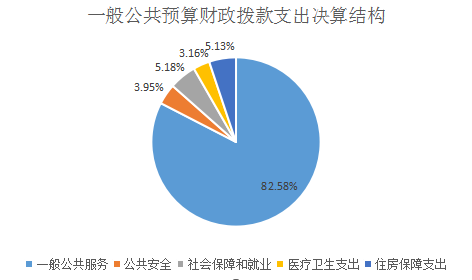 一般公共预算财政拨款支出决算结构
5.13%
3.16%
5.18%
3.95%
82.58%
一般公共服务 公共安全 社会保障和就业 医疗卫生支出 住房保障支出